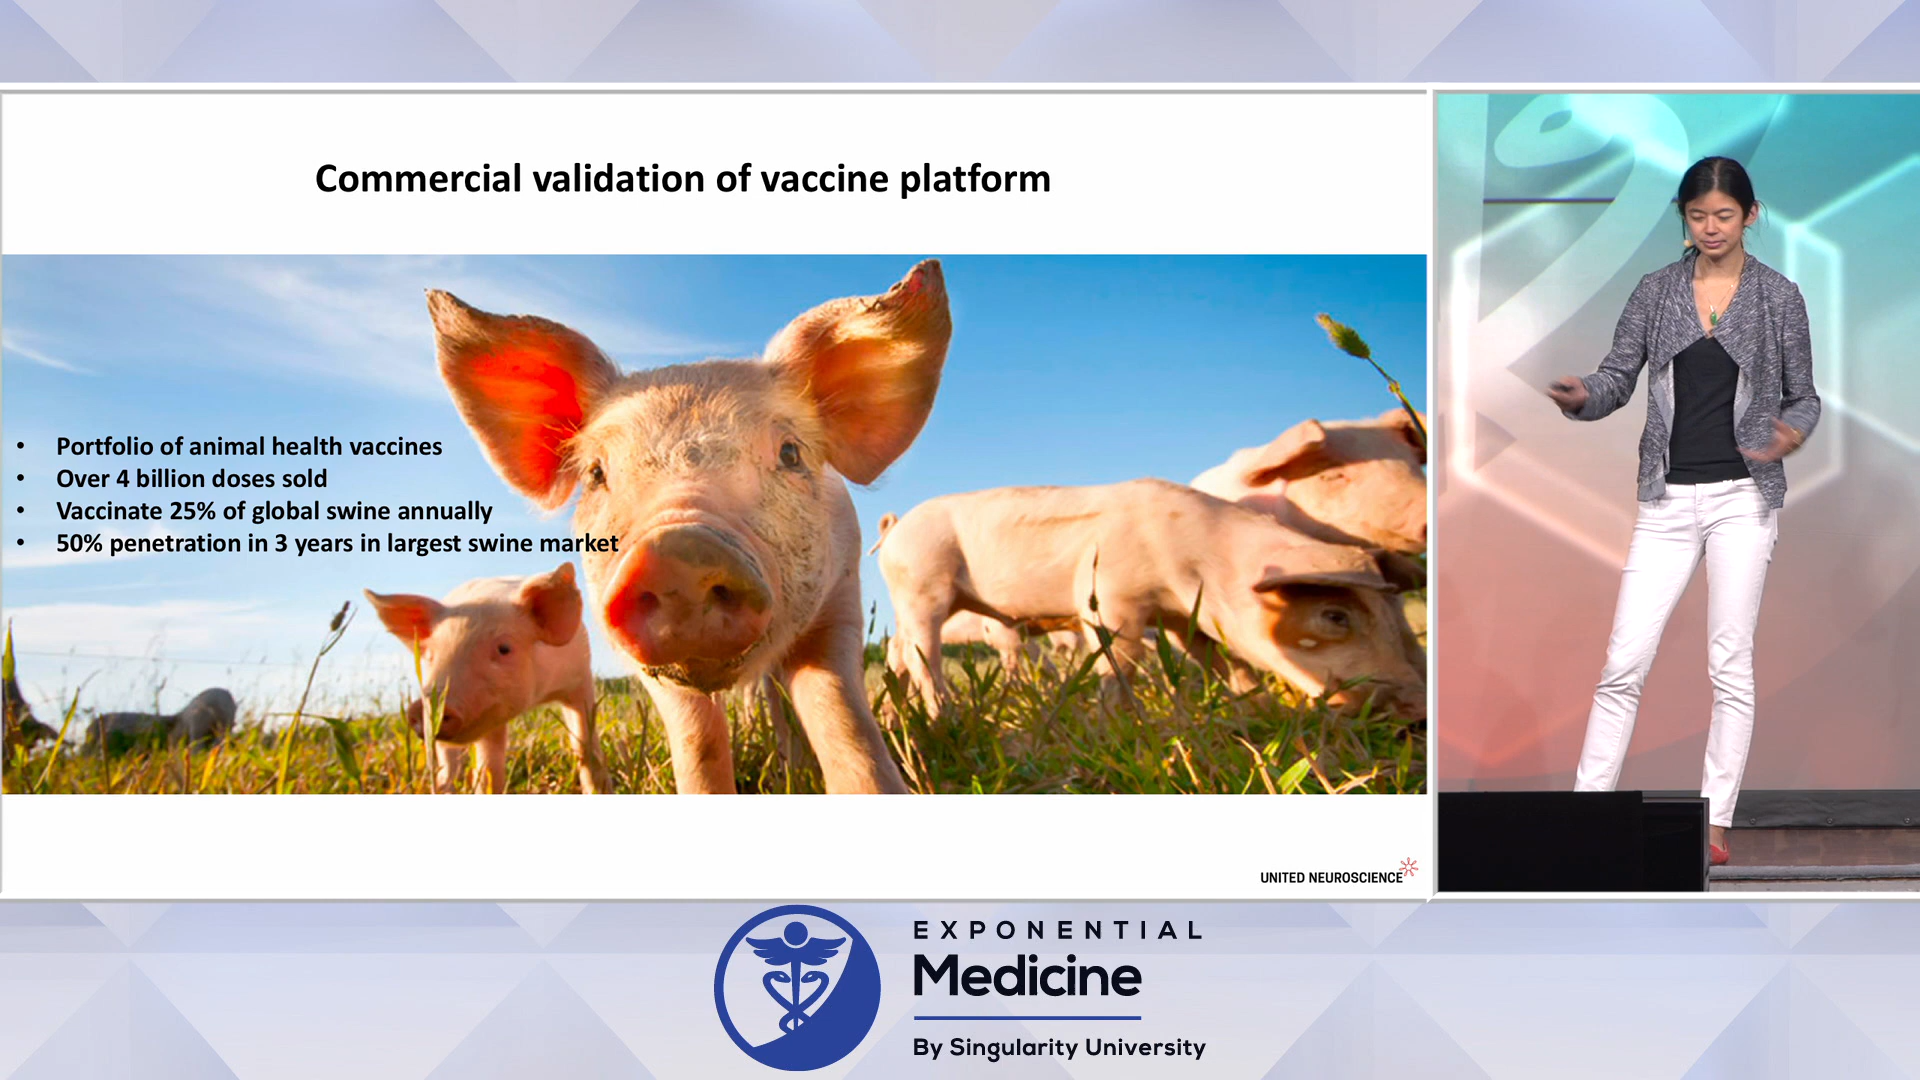 Commercial validation of vaccine platform
• Portfolio of animal health vaccines
• Over 4 billion doses sold
• Vaccinate 25% of global swine annually
• 50% penetration in 3 years in largest swine market
UNITED NEUROSCIENCE
EXPONENTIAL
Medicine
By Singularity University